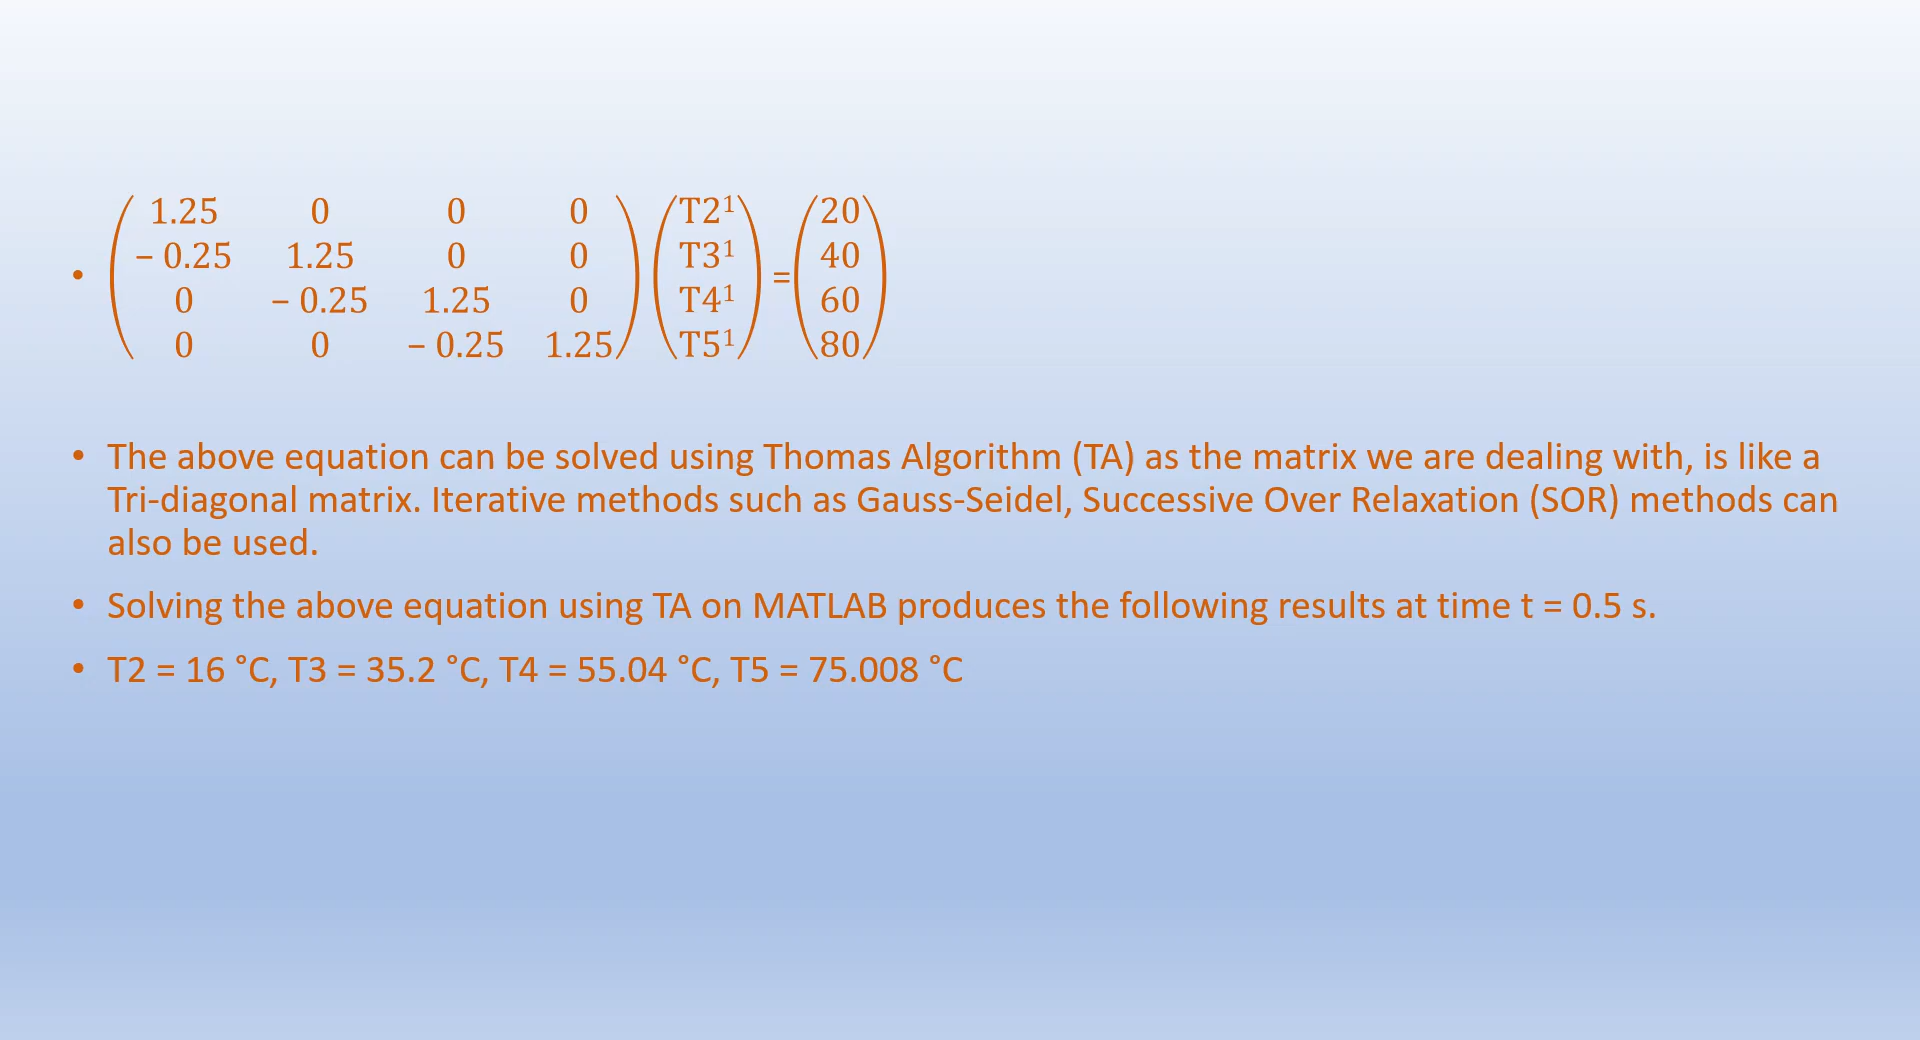 1.25 0 0 0 T2¹ 20
– 0.25 1.25 0 0 T3¹ 40
• = 
0 – 0.25 1.25 0 T4¹ 60
0 0 – 0.25 1.25 T5¹ 80
• The above equation can be solved using Thomas Algorithm (TA) as the matrix we are dealing with, is like a
Tri-diagonal matrix. Iterative methods such as Gauss-Seidel, Successive Over Relaxation (SOR) methods can
also be used.
• Solving the above equation using TA on MATLAB produces the following results at time t = 0.5 s.
• T2 = 16 °C, T3 = 35.2 °C, T4 = 55.04 °C, T5 = 75.008 °C